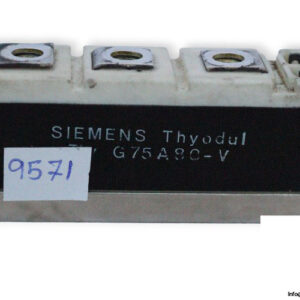 SIEMENS Thyodul
G75A80-V
9571